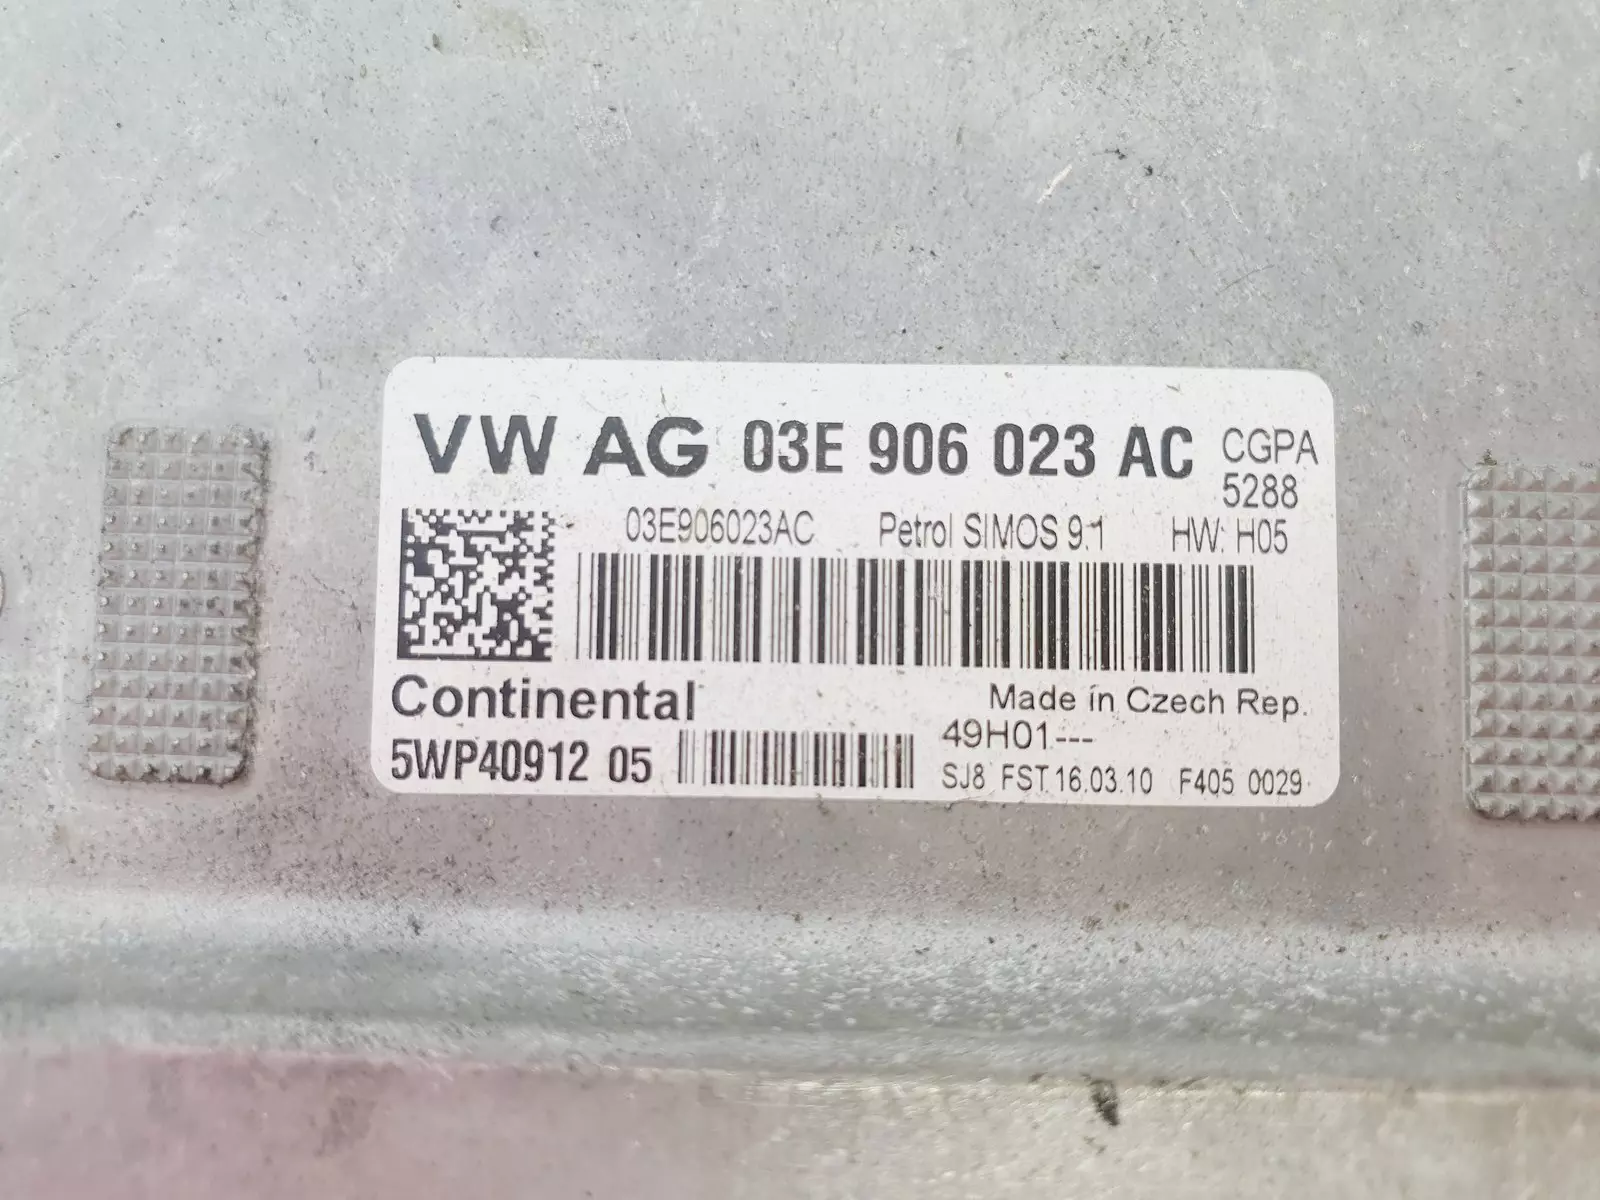 VW AG 03E 906 023 AC CGPA
5288
03E906023AC Petrol SIMOS 9.1 HW: H05
Continental Made in Czech Rep.
49H01---
5WP40912 05
SJ8 FST 16.03.10 F405 0029